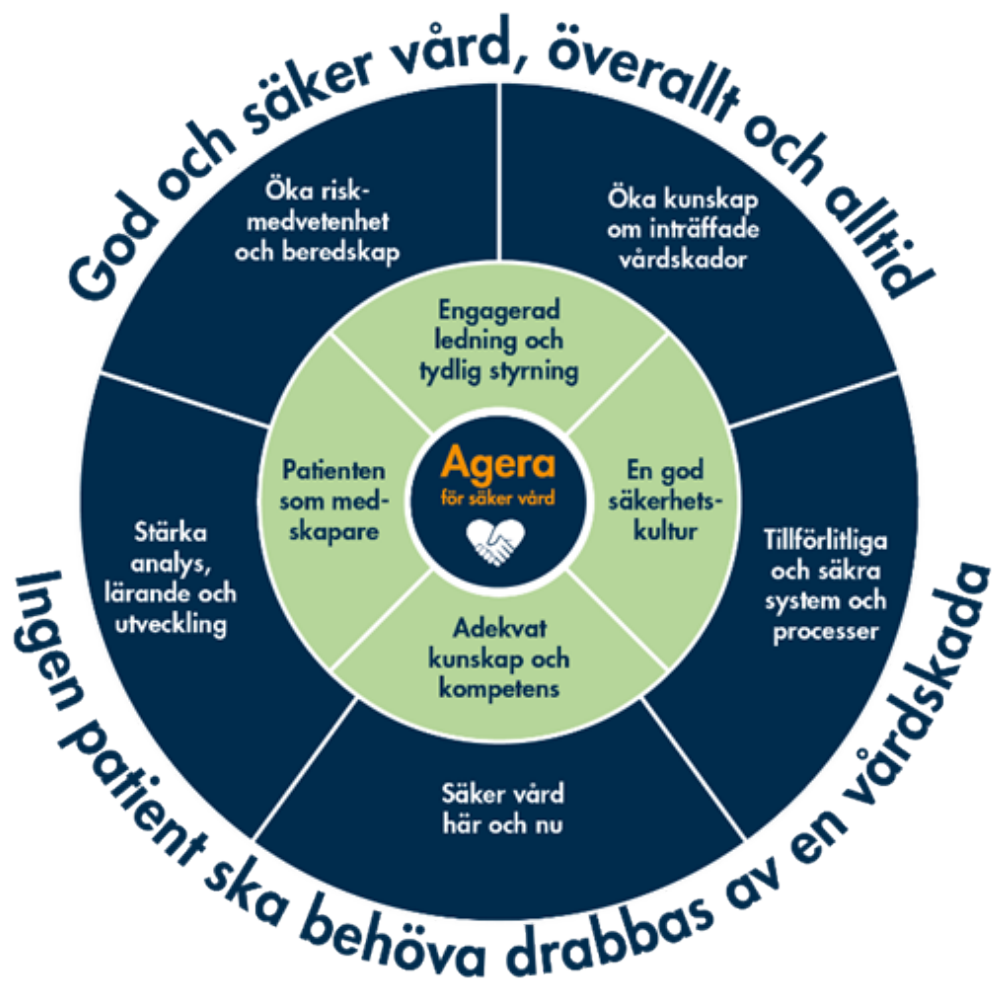 God och säker vård, överallt och alltid
Öka risk-
medvetenhet
och beredskap
Öka kunskap
om inträffade
vårdskador
Engagerad
ledning och
tydlig styrning
Patienten
som med-
skapare
Agera
för säker vård
En god
säkerhets-
kultur
Stärka
analys,
lärande och
utveckling
Tillförlitliga
och säkra
system och
processer
Adekvat
kunskap och
kompetens
Säker vård
här och nu
Ingen patient ska behöva drabbas av en vårdskada